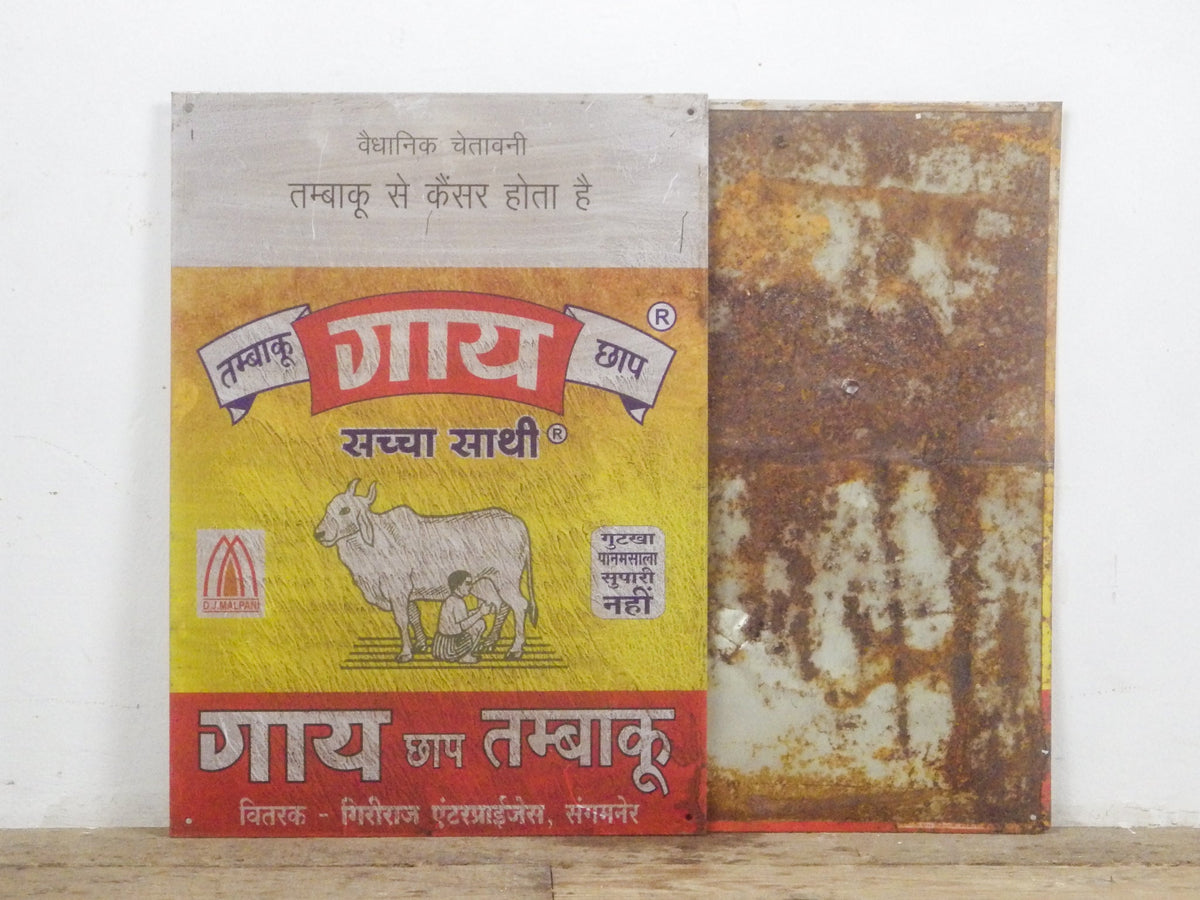 वैधानिक चेतावनी
तम्बाकू से कैंसर होता है
तम्बाकू गाय छाप ®
सच्चा साथी ®
D.J.MALPANI
गुटखा
पानमसाला
सुपारी
नहीं
गाय छाप तम्बाकू
वितरक - गिरीराज एंटरप्राईजेस, संगमनेर